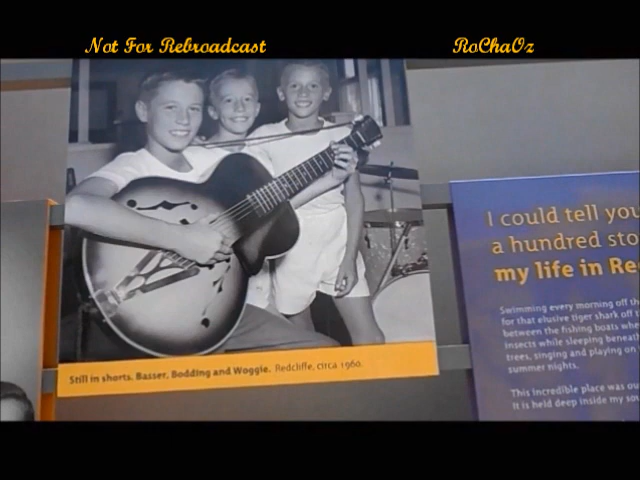 Not For Rebroadcast
RoChaOz
Still in shorts. Basser, Bodding and Woggie. Redcliffe, circa 1960.
I could tell you
a hundred sto
my life in Re
Swimming every morning off th
for that elusive tiger shark off t
between the fishing boats whe
insects while sleeping beneath
trees, singing and playing on
summer nights.
This incredible place was ou
It is held deep inside my sou